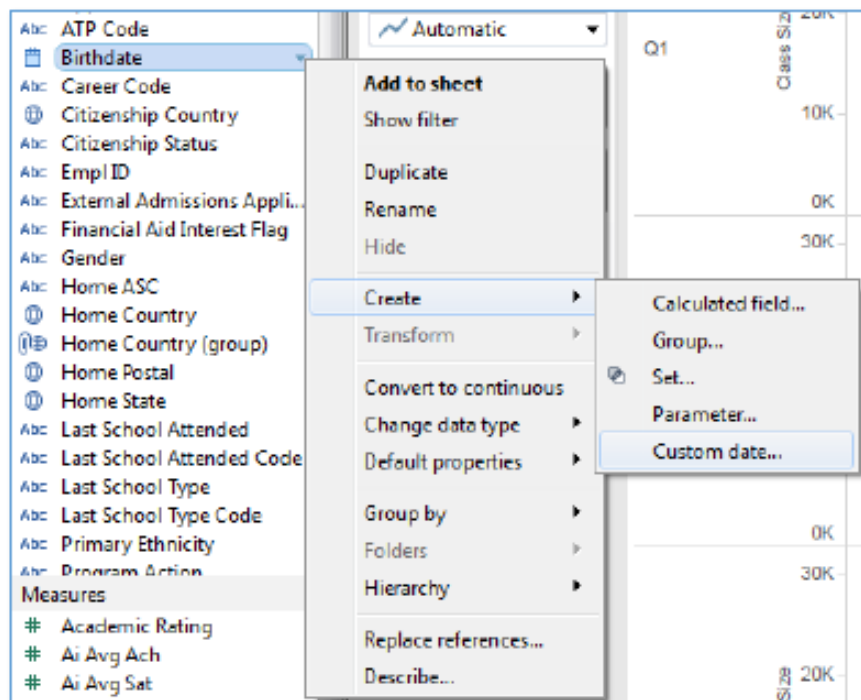 Abc ATP Code
Birthdate
Abc Career Code
Citizenship Country
Abc Citizenship Status
Abc Empl ID
Abc External Admissions Appli...
Abc Financial Aid Interest Flag
Abc Gender
Abc Home ASC
Home Country
Home Country (group)
Home Postal
Home State
Abc Last School Attended
Abc Last School Attended Code
Abc Last School Type
Abc Last School Type Code
Abc Primary Ethnicity
Abc Program Action
Measures
# Academic Rating
# Ai Avg Ach
# Ai Avg Sat
Automatic
Add to sheet
Show filter
Duplicate
Rename
Hide
Create
Transform
Convert to continuous
Change data type
Default properties
Group by
Folders
Hierarchy
Replace references...
Describe...
Calculated field...
Group...
Set...
Parameter...
Custom date...
Q1
Class Siz
20K
10K
0K
30K
0K
30K
20K
Size